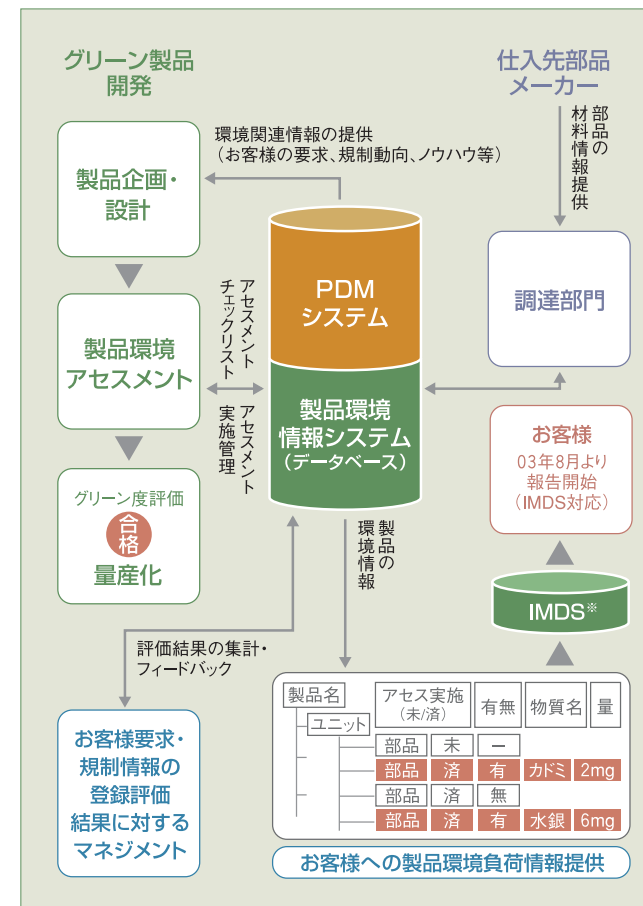 グリーン製品
開発
仕入先部品
メーカー
部品の
材料情報提供
環境関連情報の提供
（お客様の要求、規制動向、ノウハウ等）
製品企画・
設計
PDM
システム
調達部門
アセスメント
チェックリスト
製品環境
アセスメント
アセスメント
実施管理
製品環境
情報システム
（データベース）
お客様
03年8月より
報告開始
（IMDS対応）
グリーン度評価
合格
量産化
製品の
環境情報
IMDS※
評価結果の集計・
フィードバック
製品名 アセス実施 有無 物質名 量
（未/済）
ユニット
部品 未 －
部品 済 有 カドミ 2mg
部品 済 無
部品 済 有 水銀 6mg
お客様要求・
規制情報の
登録評価
結果に対する
マネジメント
お客様への製品環境負荷情報提供